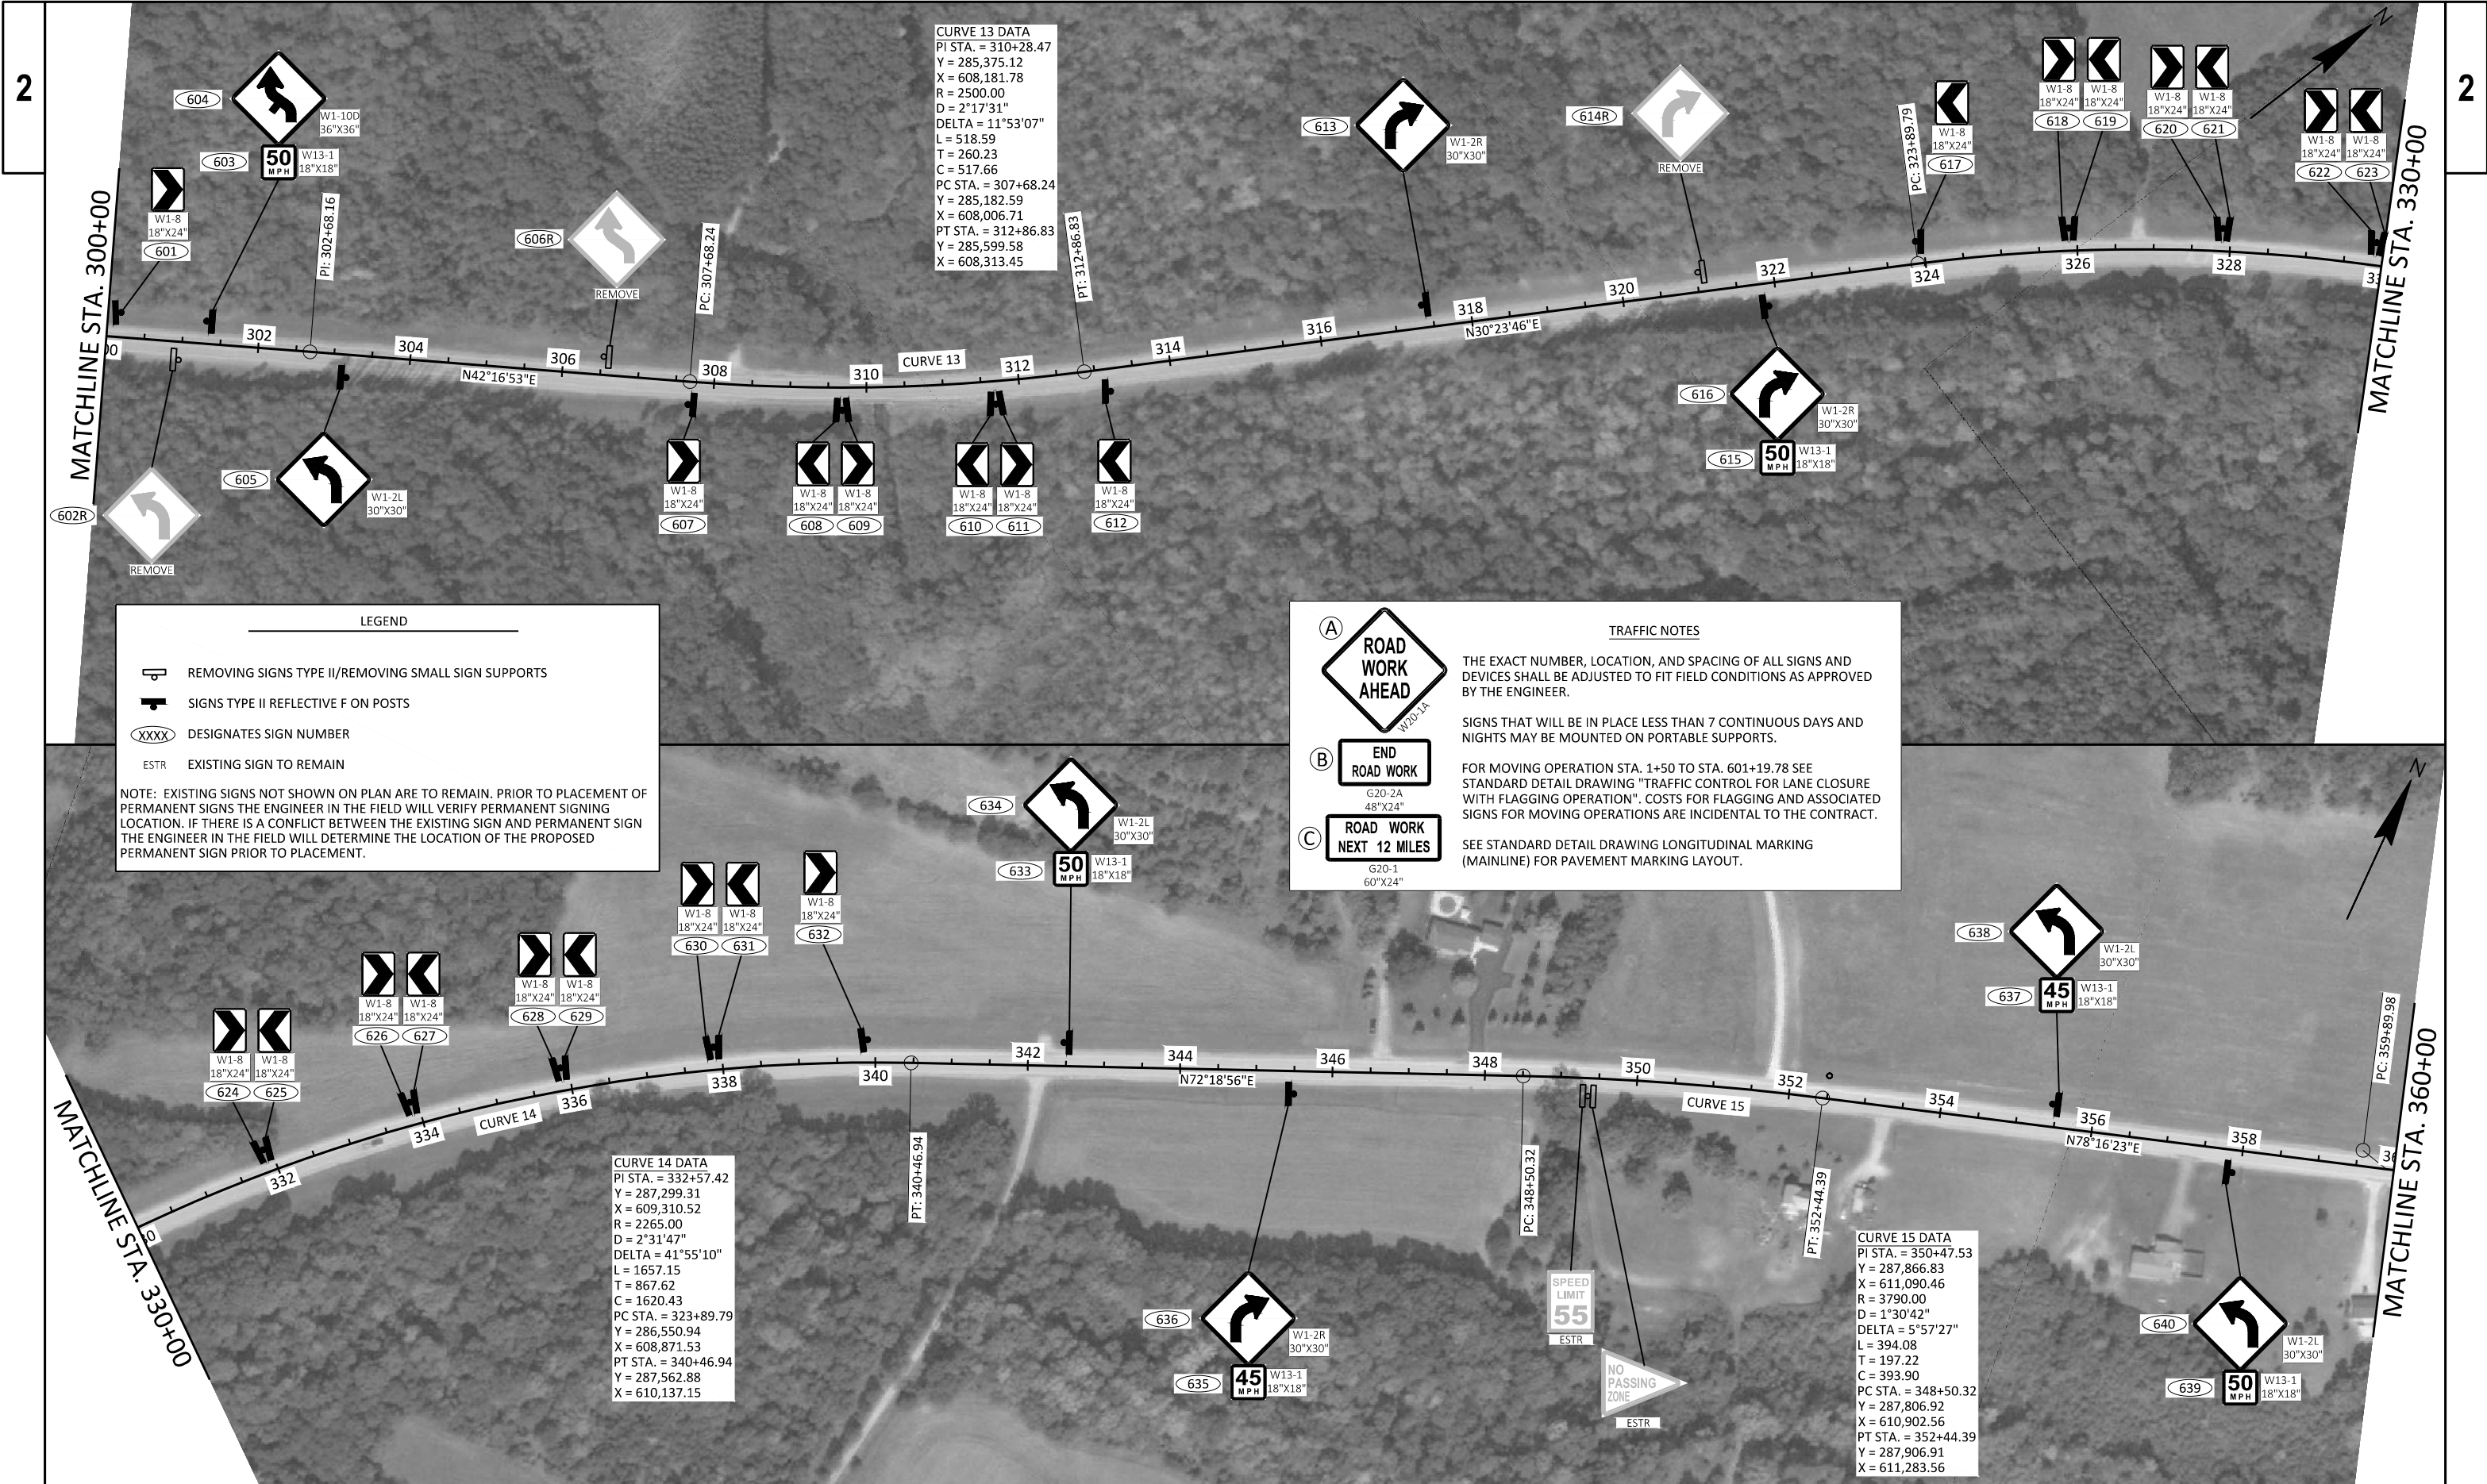 2
2
MATCHLINE STA. 300+00
MATCHLINE STA. 330+00
N
604
W1-10D
36"X36"
603
50
MPH
W13-1
18"X18"
W1-8
18"X24"
601
PI: 302+68.16
606R
REMOVE
PC: 307+68.24
CURVE 13 DATA
PI STA. = 310+28.47
Y = 285,375.12
X = 608,181.78
R = 2500.00
D = 2°17'31"
DELTA = 11°53'07"
L = 518.59
T = 260.23
C = 517.66
PC STA. = 307+68.24
Y = 285,182.59
X = 608,006.71
PT STA. = 312+86.83
Y = 285,599.58
X = 608,313.45
PT: 312+86.83
613
W1-2R
30"X30"
614R
REMOVE
PC: 323+89.79
W1-8
18"X24"
617
W1-8
18"X24"
618
W1-8
18"X24"
619
W1-8
18"X24"
620
W1-8
18"X24"
621
W1-8
18"X24"
622
W1-8
18"X24"
623
00
302
304
306
308
310
312
314
316
318
320
322
324
326
328
33
N42°16'53"E
CURVE 13
N30°23'46"E
602R
REMOVE
605
W1-2L
30"X30"
W1-8
18"X24"
607
W1-8
18"X24"
608
W1-8
18"X24"
609
W1-8
18"X24"
610
W1-8
18"X24"
611
W1-8
18"X24"
612
616
W1-2R
30"X30"
615
50
MPH
W13-1
18"X18"
LEGEND
REMOVING SIGNS TYPE II/REMOVING SMALL SIGN SUPPORTS
SIGNS TYPE II REFLECTIVE F ON POSTS
XXXX DESIGNATES SIGN NUMBER
ESTR EXISTING SIGN TO REMAIN
NOTE: EXISTING SIGNS NOT SHOWN ON PLAN ARE TO REMAIN. PRIOR TO PLACEMENT OF
PERMANENT SIGNS THE ENGINEER IN THE FIELD WILL VERIFY PERMANENT SIGNING
LOCATION. IF THERE IS A CONFLICT BETWEEN THE EXISTING SIGN AND PERMANENT SIGN
THE ENGINEER IN THE FIELD WILL DETERMINE THE LOCATION OF THE PROPOSED
PERMANENT SIGN PRIOR TO PLACEMENT.
A
ROAD
WORK
AHEAD
W20-1A
B
END
ROAD WORK
G20-2A
48"X24"
C
ROAD WORK
NEXT 12 MILES
G20-1
60"X24"
TRAFFIC NOTES
THE EXACT NUMBER, LOCATION, AND SPACING OF ALL SIGNS AND
DEVICES SHALL BE ADJUSTED TO FIT FIELD CONDITIONS AS APPROVED
BY THE ENGINEER.
SIGNS THAT WILL BE IN PLACE LESS THAN 7 CONTINUOUS DAYS AND
NIGHTS MAY BE MOUNTED ON PORTABLE SUPPORTS.
FOR MOVING OPERATION STA. 1+50 TO STA. 601+19.78 SEE
STANDARD DETAIL DRAWING "TRAFFIC CONTROL FOR LANE CLOSURE
WITH FLAGGING OPERATION". COSTS FOR FLAGGING AND ASSOCIATED
SIGNS FOR MOVING OPERATIONS ARE INCIDENTAL TO THE CONTRACT.
SEE STANDARD DETAIL DRAWING LONGITUDINAL MARKING
(MAINLINE) FOR PAVEMENT MARKING LAYOUT.
N
MATCHLINE STA. 330+00
MATCHLINE STA. 360+00
W1-8
18"X24"
624
W1-8
18"X24"
625
W1-8
18"X24"
626
W1-8
18"X24"
627
W1-8
18"X24"
628
W1-8
18"X24"
629
W1-8
18"X24"
630
W1-8
18"X24"
631
W1-8
18"X24"
632
634
W1-2L
30"X30"
633
50
MPH
W13-1
18"X18"
638
W1-2L
30"X30"
637
45
MPH
W13-1
18"X18"
PC: 359+89.98
30
332
334
336
338
340
342
344
346
348
350
352
354
356
358
36
CURVE 14
N72°18'56"E
CURVE 15
N78°16'23"E
PT: 340+46.94
PC: 348+50.32
PT: 352+44.39
CURVE 14 DATA
PI STA. = 332+57.42
Y = 287,299.31
X = 609,310.52
R = 2265.00
D = 2°31'47"
DELTA = 41°55'10"
L = 1657.15
T = 867.62
C = 1620.43
PC STA. = 323+89.79
Y = 286,550.94
X = 608,871.53
PT STA. = 340+46.94
Y = 287,562.88
X = 610,137.15
636
W1-2R
30"X30"
635
45
MPH
W13-1
18"X18"
SPEED
LIMIT
55
ESTR
NO
PASSING
ZONE
ESTR
CURVE 15 DATA
PI STA. = 350+47.53
Y = 287,866.83
X = 611,090.46
R = 3790.00
D = 1°30'42"
DELTA = 5°57'27"
L = 394.08
T = 197.22
C = 393.90
PC STA. = 348+50.32
Y = 287,806.92
X = 610,902.56
PT STA. = 352+44.39
Y = 287,906.91
X = 611,283.56
640
W1-2L
30"X30"
639
50
MPH
W13-1
18"X18"